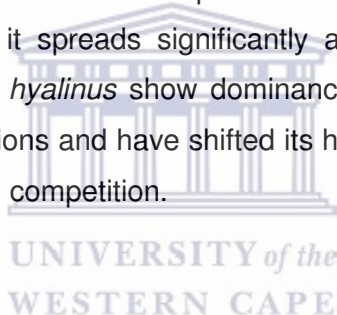 it spreads significantly a
hyalinus show dominanc
ions and have shifted its h
competition.
UNIVERSITY of the
WESTERN CAPE